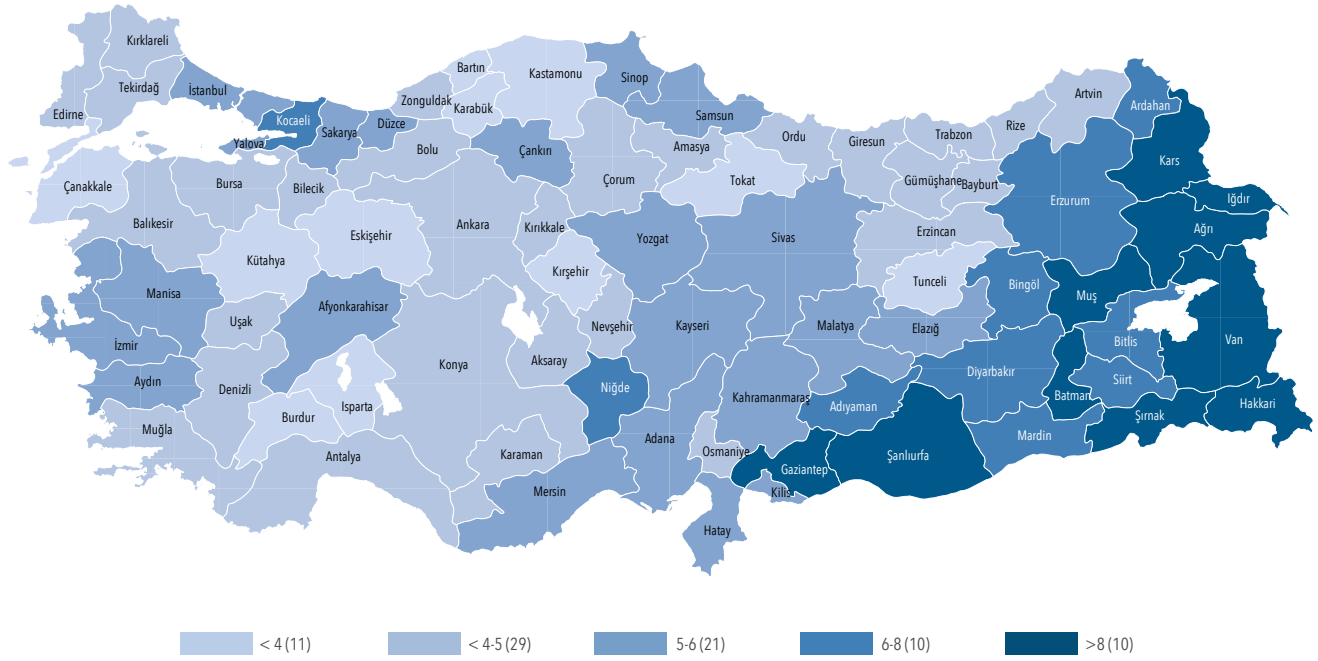 Kırklareli
Tekirdağ
Edirne
İstanbul
Kocaeli
Yalova
Sakarya
Düzce
Zonguldak
Bartın
Karabük
Kastamonu
Sinop
Samsun
Çankırı
Bolu
Çorum
Amasya
Tokat
Ordu
Giresun
Trabzon
Rize
Artvin
Ardahan
Kars
Iğdır
Ağrı
Gümüşhane
Bayburt
Erzurum
Erzincan
Tunceli
Çanakkale
Balıkesir
Bursa
Bilecik
Eskişehir
Kütahya
Ankara
Kırıkkale
Kırşehir
Yozgat
Sivas
Manisa
Uşak
Afyonkarahisar
İzmir
Aydın
Denizli
Muğla
Burdur
Isparta
Antalya
Konya
Aksaray
Nevşehir
Niğde
Karaman
Mersin
Kayseri
Adana
Kahramanmaraş
Osmaniye
Hatay
Kilis
Gaziantep
Malatya
Adıyaman
Şanlıurfa
Elazığ
Bingöl
Diyarbakır
Mardin
Muş
Bitlis
Siirt
Batman
Şırnak
Van
Hakkari
< 4 (11)
< 4-5 (29)
5-6 (21)
6-8 (10)
>8 (10)